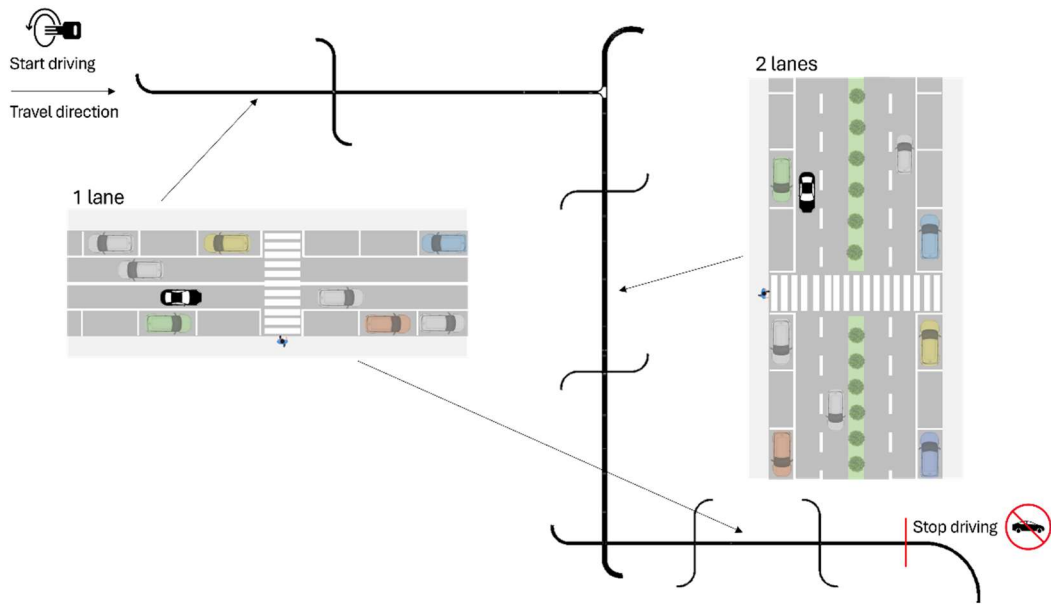 Start driving
Travel direction
2 lanes
1 lane
Stop driving